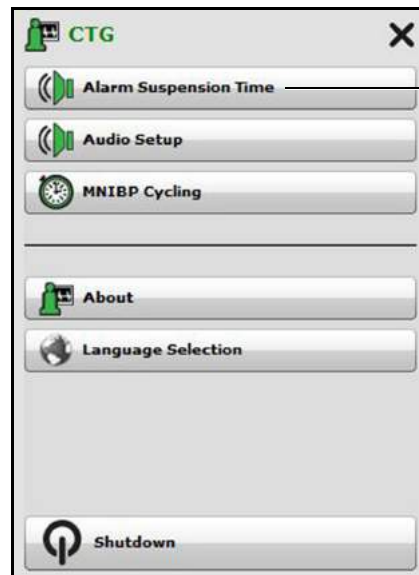 CTG
Alarm Suspension Time
Audio Setup
MNIBP Cycling
About
Language Selection
Shutdown